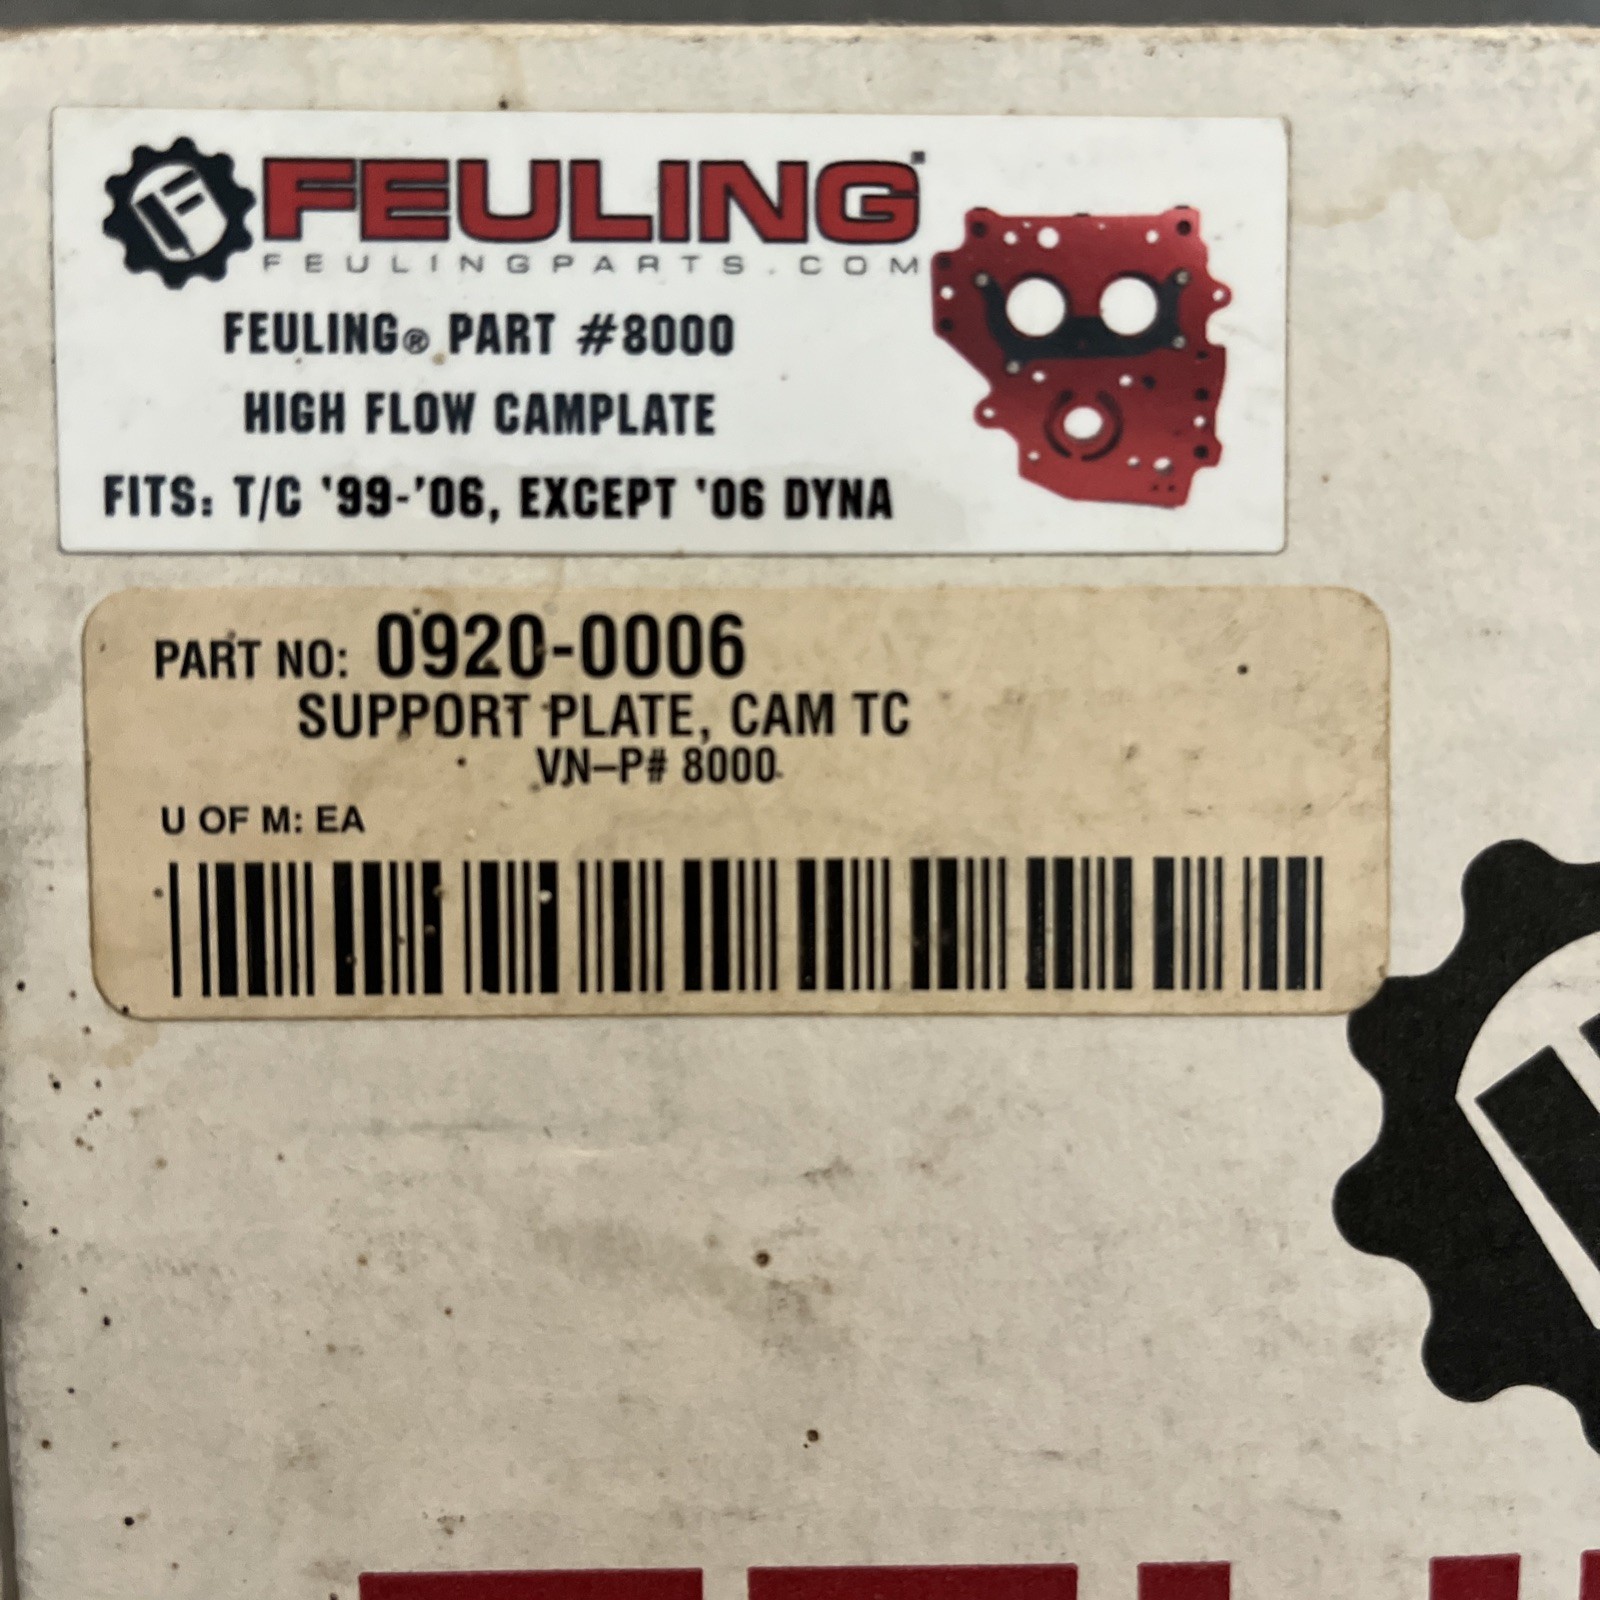 FEULING
FEULINGPARTS.COM
FEULING® PART #8000
HIGH FLOW CAMPLATE
FITS: T/C '99-'06, EXCEPT '06 DYNA
PART NO: 0920-0006
SUPPORT PLATE, CAM TC
VN-P# 8000
U OF M: EA